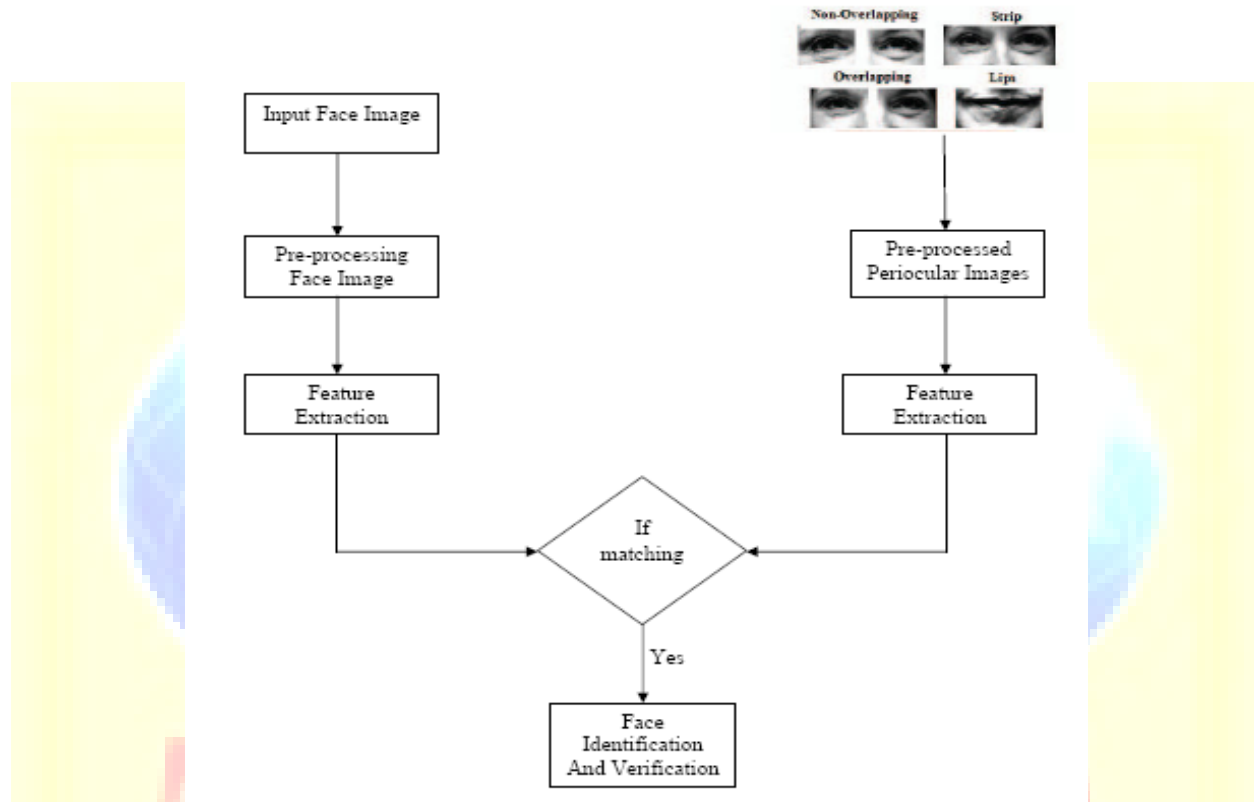 Non-Overlapping Strip
Overlapping Lips
Input Face Image
Pre-processing
Face Image
Feature
Extraction
Pre-processed
Periocular Images
Feature
Extraction
If
matching
Yes
Face
Identification
And Verification